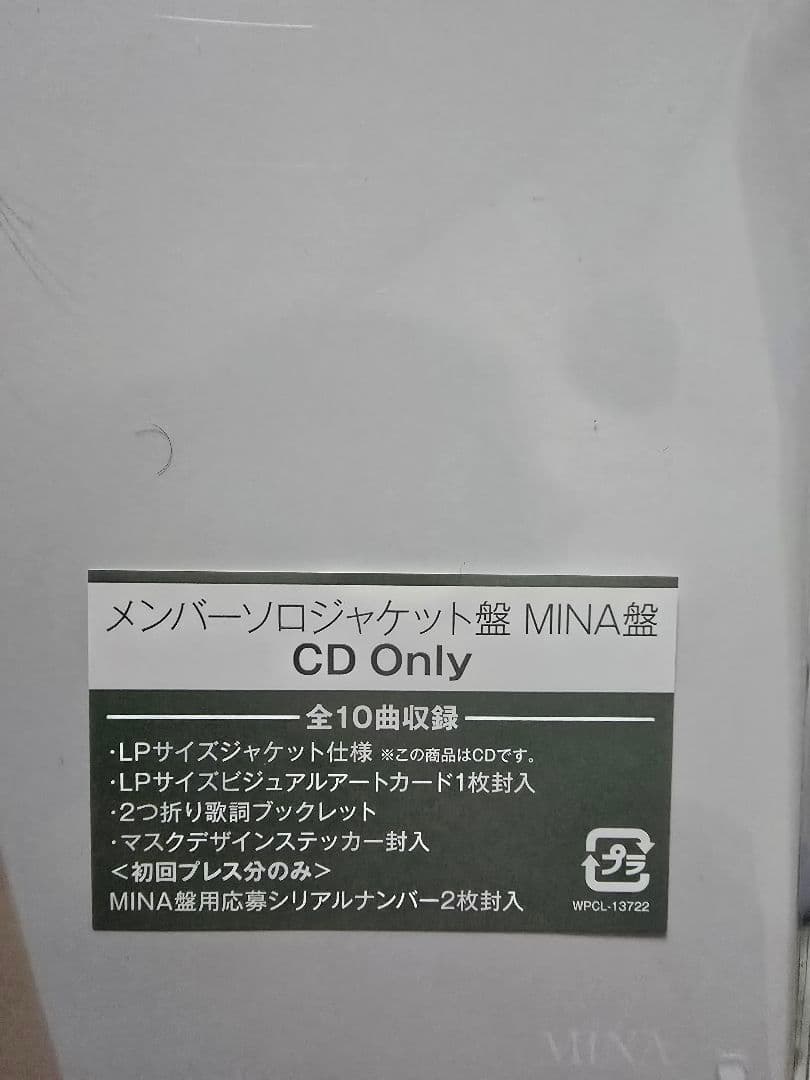 メンバーソロジャケット盤 MINA盤
CD Only
全10曲収録
・LPサイズジャケット仕様 ※この商品はCDです。
・LPサイズビジュアルアートカード1枚封入
・2つ折り歌詞ブックレット
・マスクデザインステッカー封入
＜初回プレス分のみ＞
MINA盤用応募シリアルナンバー2枚封入
プラ
WPCL-13722
MINA